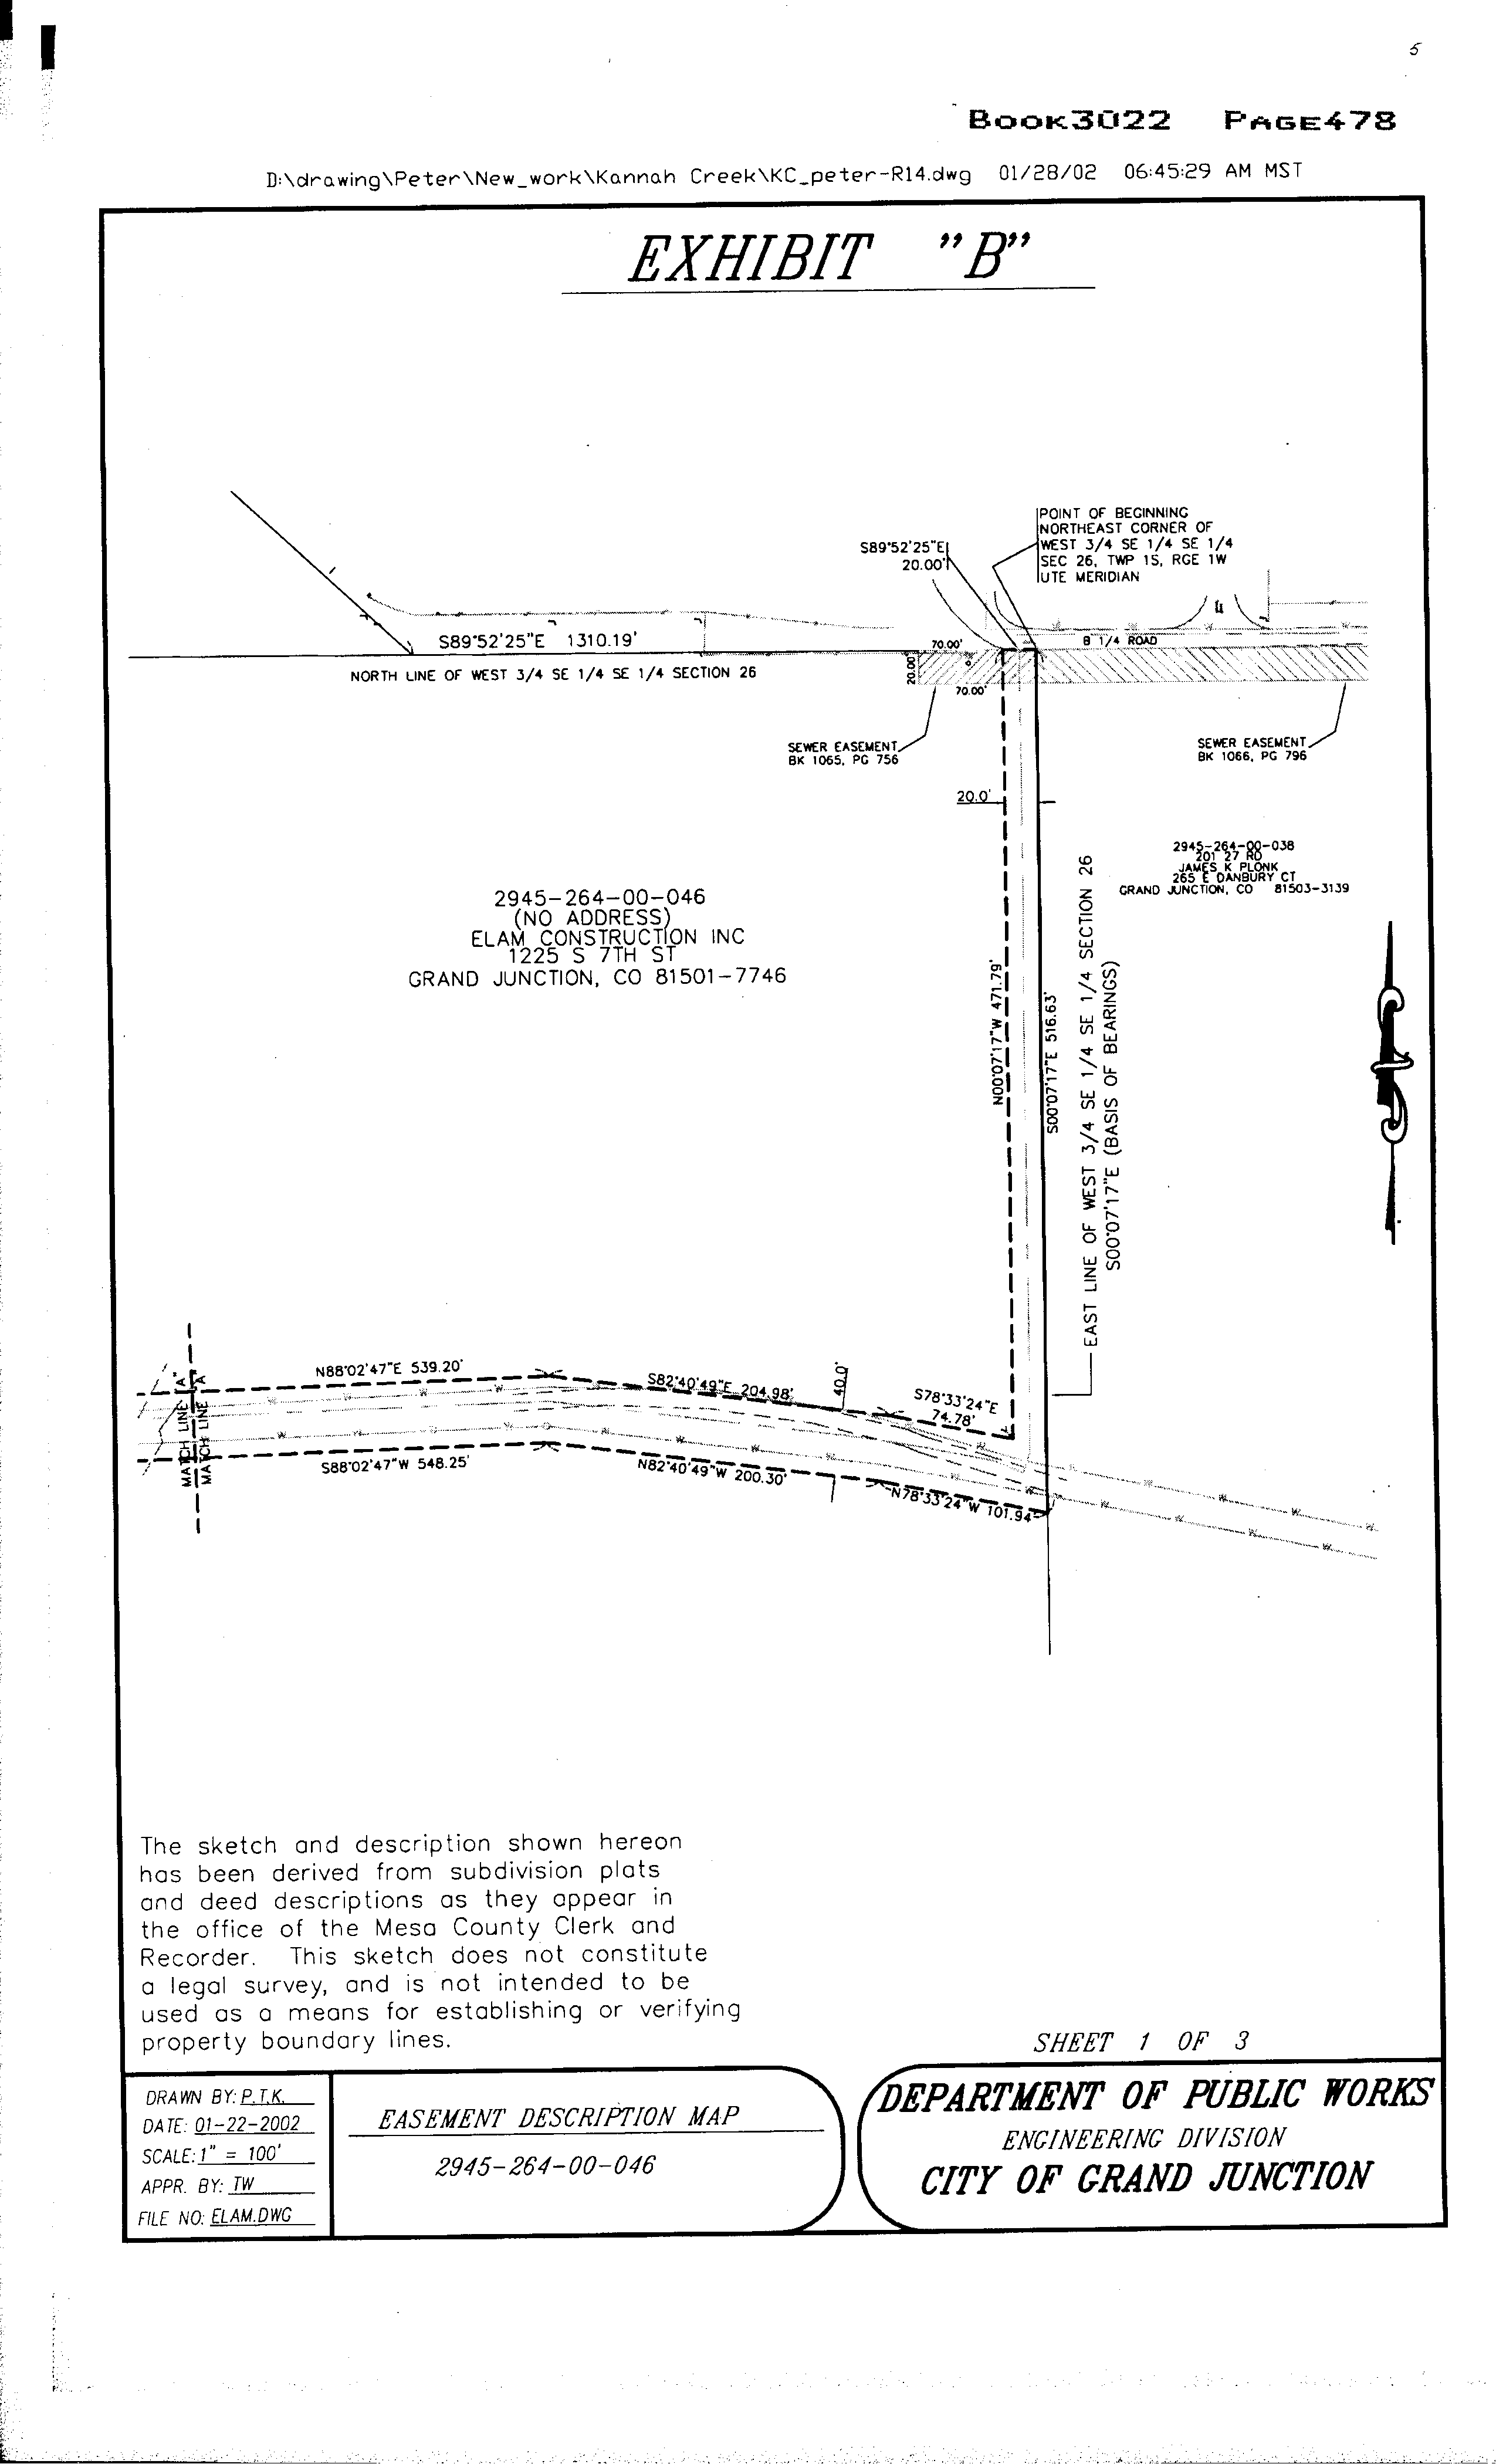 5
Book3022 PAGE478
D:\drawing\Peter\New_work\Kannah Creek\KC_peter-R14.dwg 01/28/02 06:45:29 AM MST
EXHIBIT "B"
POINT OF BEGINNING
NORTHEAST CORNER OF
WEST 3/4 SE 1/4 SE 1/4
SEC 26, TWP 1S, RGE 1W
UTE MERIDIAN
S89°52'25"E
20.00'
S89°52'25"E 1310.19'
70.00'
B 1/4 ROAD
NORTH LINE OF WEST 3/4 SE 1/4 SE 1/4 SECTION 26
20.00'
70.00'
SEWER EASEMENT
BK 1065, PG 756
SEWER EASEMENT
BK 1066, PG 796
20.0'
2945-264-00-038
201 27 RD
JAMES K PLONK
265 E DANBURY CT
GRAND JUNCTION, CO 81503-3139
2945-264-00-046
(NO ADDRESS)
ELAM CONSTRUCTION INC
1225 S 7TH ST
GRAND JUNCTION, CO 81501-7746
N00°07'17"W 471.79'
S00°07'17"E 516.63'
EAST LINE OF WEST 3/4 SE 1/4 SE 1/4 SECTION 26
S00°07'17"E (BASIS OF BEARINGS)
MATCH LINE 'A'
MATCH LINE 'A'
N88°02'47"E 539.20'
S82°40'49"E 204.98'
40.0'
S78°33'24"E
74.78'
S88°02'47"W 548.25'
N82°40'49"W 200.30'
N78°33'24"W 101.94'
The sketch and description shown hereon
has been derived from subdivision plats
and deed descriptions as they appear in
the office of the Mesa County Clerk and
Recorder. This sketch does not constitute
a legal survey, and is not intended to be
used as a means for establishing or verifying
property boundary lines.
SHEET 1 OF 3
DRAWN BY: P.T.K.
DATE: 01-22-2002
SCALE: 1" = 100'
APPR. BY: TW
FILE NO: ELAM.DWG
EASEMENT DESCRIPTION MAP
2945-264-00-046
DEPARTMENT OF PUBLIC WORKS
ENGINEERING DIVISION
CITY OF GRAND JUNCTION